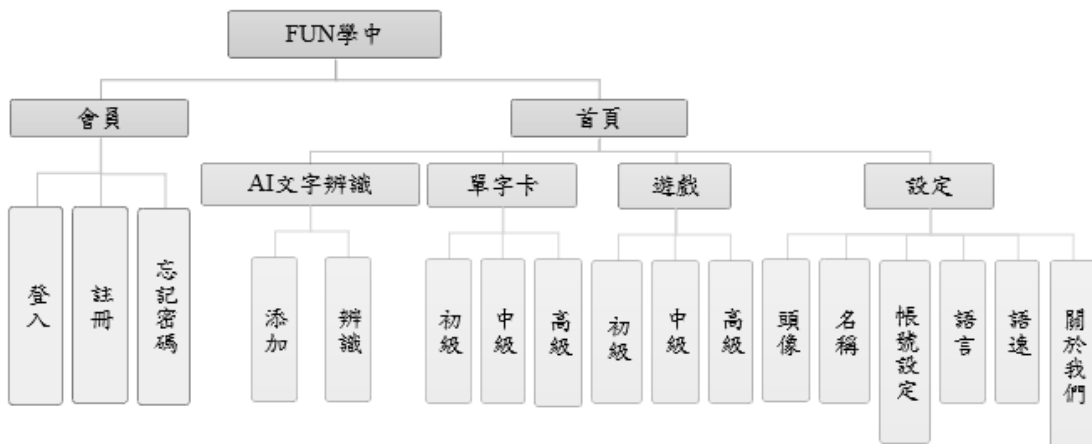 FUN學中
會員
首頁
AI文字辨識
單字卡
遊戲
設定
登入
註冊
忘記密碼
添加
辨識
初級
中級
高級
初級
中級
高級
頭像
名稱
帳號設定
語言
語速
關於我們